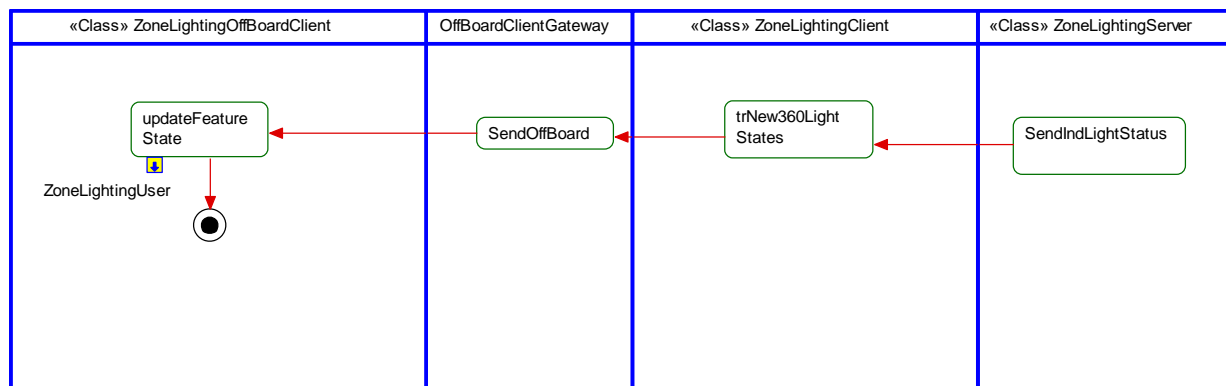 «Class» ZoneLightingOffBoardClient
OffBoardClientGateway
«Class» ZoneLightingClient
«Class» ZoneLightingServer
updateFeature
State
SendOffBoard
trNew360Light
States
SendIndLightStatus
ZoneLightingUser